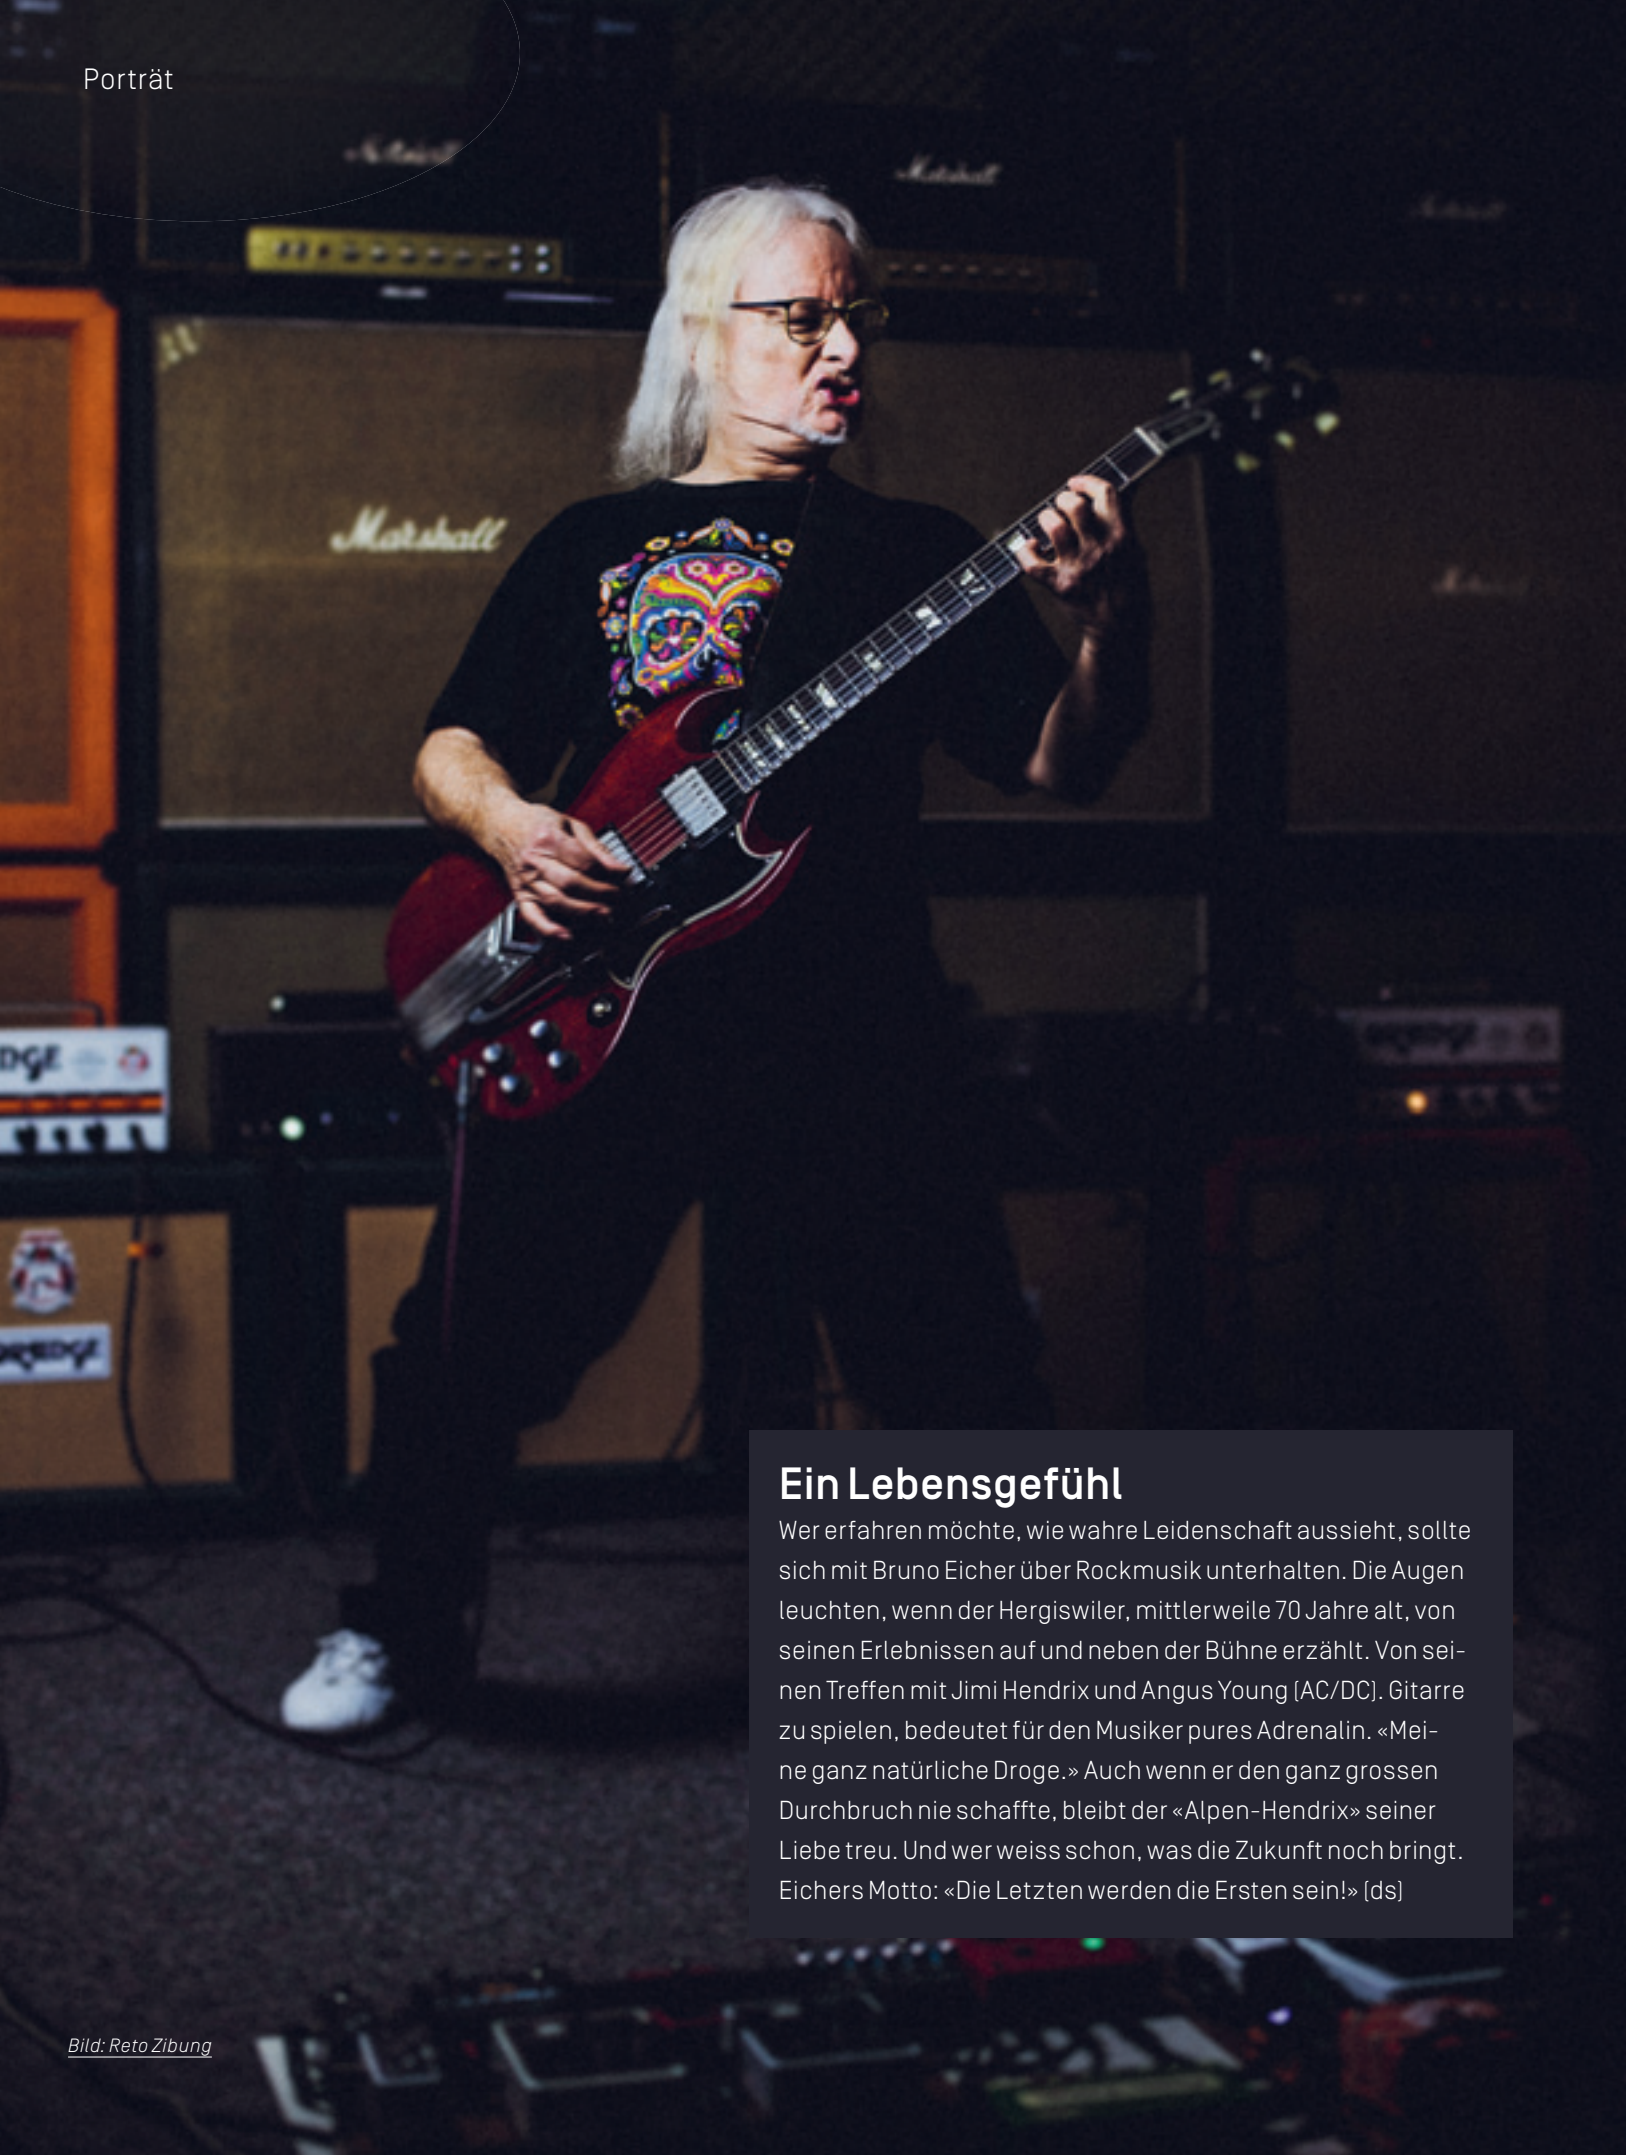 Porträt
Marshall
Marshall
Marshall
DGE
Ein Lebensgefühl
Wer erfahren möchte, wie wahre Leidenschaft aussieht, sollte
sich mit Bruno Eicher über Rockmusik unterhalten. Die Augen
leuchten, wenn der Hergiswiler, mittlerweile 70 Jahre alt, von
seinen Erlebnissen auf und neben der Bühne erzählt. Von sei-
nen Treffen mit Jimi Hendrix und Angus Young (AC/DC). Gitarre
zu spielen, bedeutet für den Musiker pures Adrenalin. «Mei-
ne ganz natürliche Droge.» Auch wenn er den ganz grossen
Durchbruch nie schaffte, bleibt der «Alpen-Hendrix» seiner
Liebe treu. Und wer weiss schon, was die Zukunft noch bringt.
Eichers Motto: «Die Letzten werden die Ersten sein!» (ds)
Bild: Reto Zibung